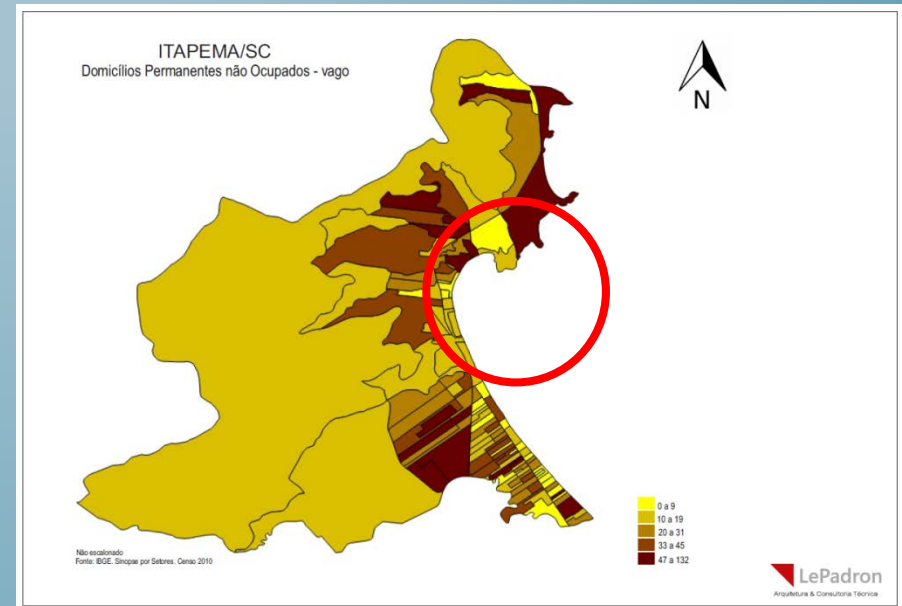 ITAPEMA/SC
Domicílios Permanentes não Ocupados - vago
N
0 a 9
10 a 19
20 a 31
33 a 45
47 a 132
Não escalonado
Fonte: IBGE. Sinopse por Setores. Censo 2010
LePadron
Arquitetura & Consultoria Técnica